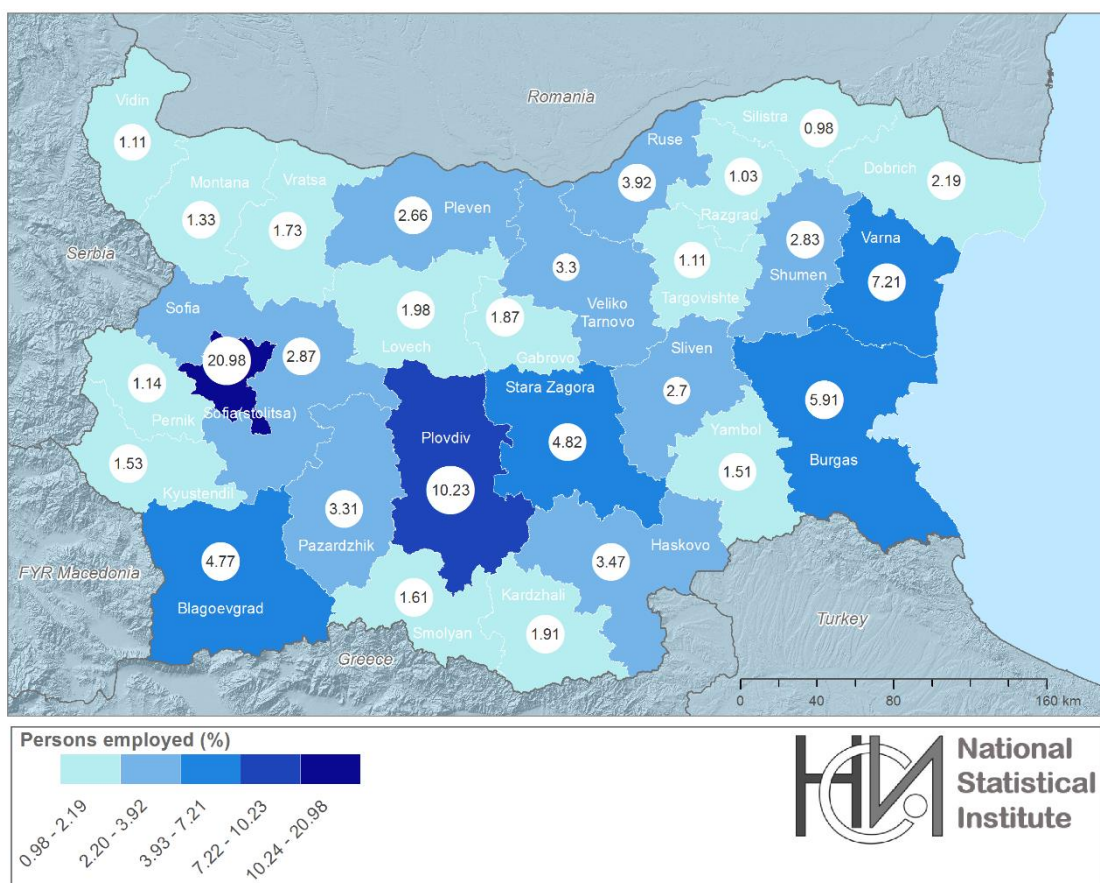 Romania
Vidin
1.11
Montana
1.33
Vratsa
1.73
Pleven
2.66
Ruse
3.92
Silistra
0.98
1.03
Razgrad
Dobrich
2.19
Serbia
Lovech
1.98
1.87
Gabrovo
3.3
Veliko
Tarnovo
1.11
Targovishte
2.83
Shumen
Varna
7.21
Sofia
20.98
2.87
Sofia(stolitsa)
1.14
Pernik
1.53
Kyustendil
Plovdiv
10.23
Stara Zagora
4.82
Sliven
2.7
Yambol
1.51
5.91
Burgas
FYR Macedonia
4.77
Blagoevgrad
3.31
Pazardzhik
1.61
Smolyan
Kardzhali
1.91
Haskovo
3.47
Greece
Turkey
0 40 80 160 km
Persons employed (%)
0.98 - 2.19
2.20 - 3.92
3.93 - 7.21
7.22 - 10.23
10.24 - 20.98
НСИ
National
Statistical
Institute